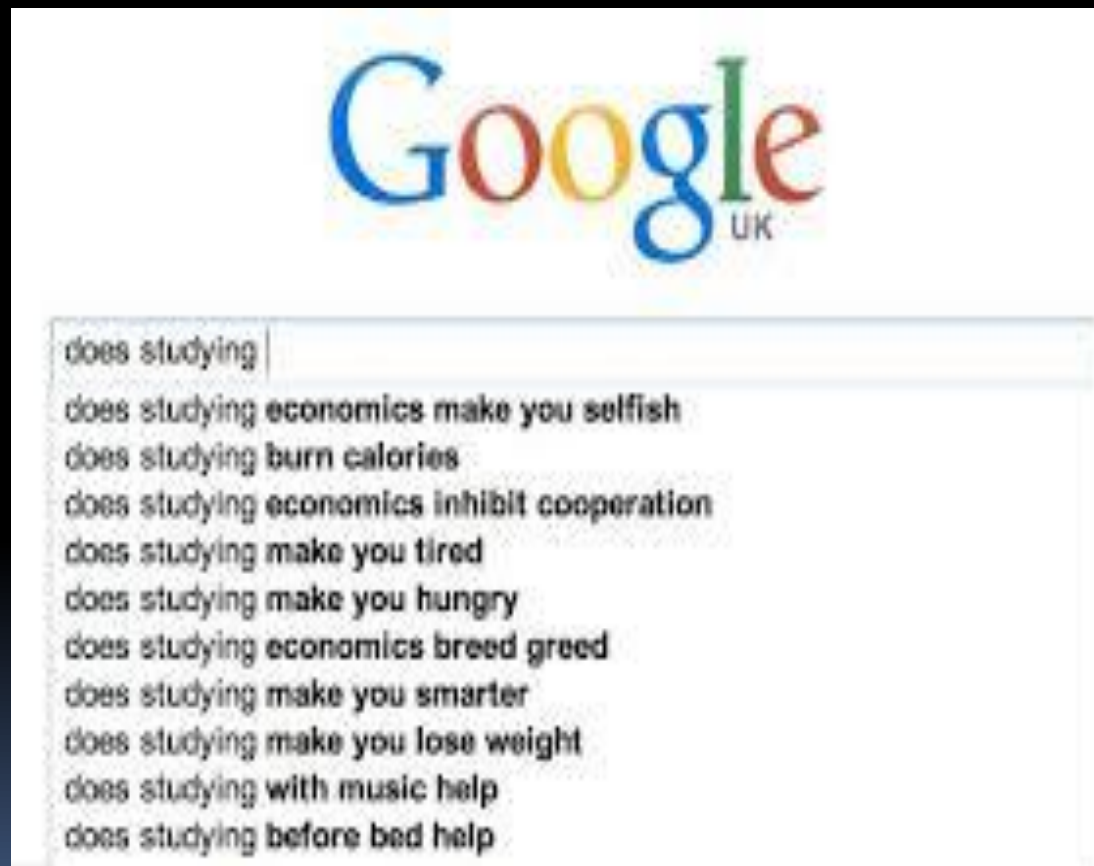 Google
UK
does studying
does studying economics make you selfish
does studying burn calories
does studying economics inhibit cooperation
does studying make you tired
does studying make you hungry
does studying economics breed greed
does studying make you smarter
does studying make you lose weight
does studying with music help
does studying before bed help